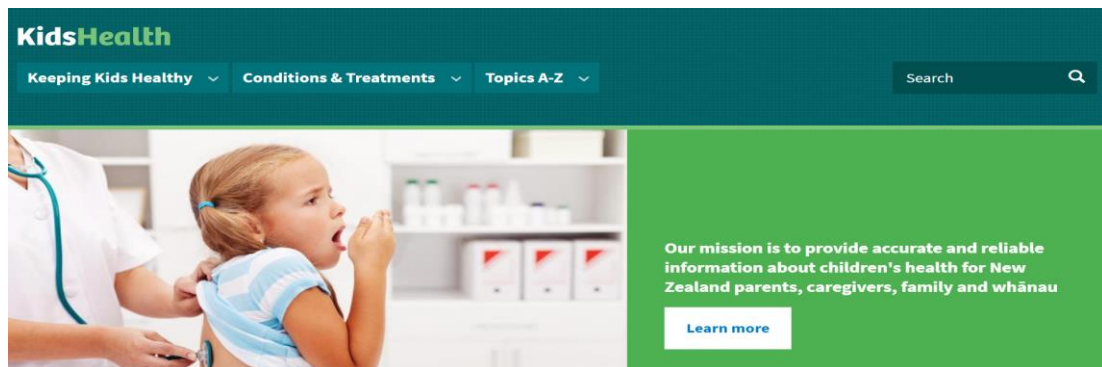 KidsHealth
Keeping Kids Healthy
Conditions & Treatments
Topics A-Z
Search
Our mission is to provide accurate and reliable
information about children's health for New
Zealand parents, caregivers, family and whānau
Learn more